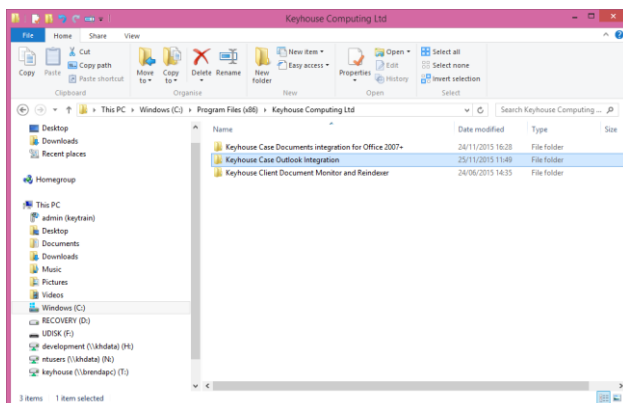 Keyhouse Computing Ltd
File Home Share View
Copy Paste Cut Copy path Paste shortcut Move to Copy to Delete Rename New folder New item Easy access Properties Open Edit History Select all Select none Invert selection
Clipboard Organise New Open Select
This PC Windows (C:) Program Files (x86) Keyhouse Computing Ltd Search Keyhouse Computing ...
Name Date modified Type Size
Desktop
Downloads
Recent places
Homegroup
This PC
admin (keytrain)
Desktop
Documents
Downloads
Music
Pictures
Videos
Windows (C:)
RECOVERY (D:)
UDISK (F:)
development (\\khdata) (H:)
ntusers (\\khdata) (N:)
keyhouse (\\brendapc) (T:)
Keyhouse Case Documents integration for Office 2007+ 24/11/2015 16:28 File folder
Keyhouse Case Outlook Integration 25/11/2015 11:49 File folder
Keyhouse Client Document Monitor and Reindexer 24/06/2015 14:35 File folder
3 items 1 item selected